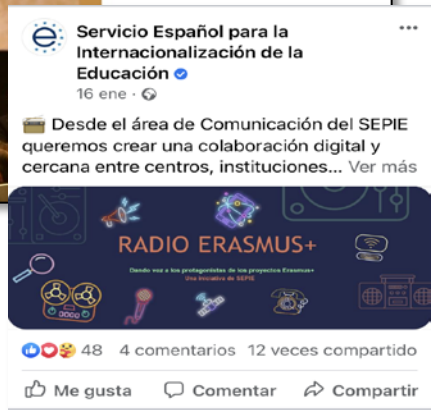 Servicio Español para la
Internacionalización de la
Educación
16 ene ·
Desde el área de Comunicación del SEPIE
queremos crear una colaboración digital y
cercana entre centros, instituciones... Ver más
RADIO ERASMUS+
Dando voz a los protagonistas de los proyectos Erasmus+
Una iniciativa de SEPIE
48 4 comentarios 12 veces compartido
Me gusta Comentar Compartir